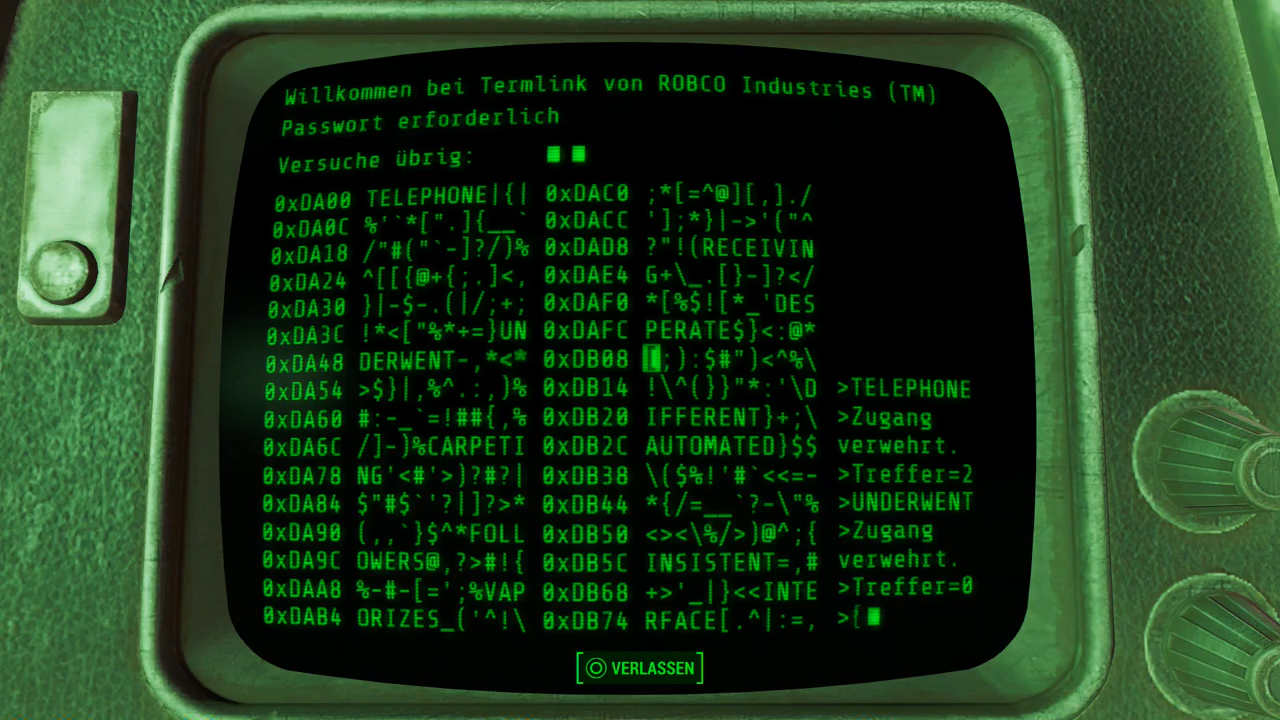 Willkommen bei Termlink von ROBCO Industries (TM)
Passwort erforderlich
Versuche übrig: ■ ■
0xDA00 TELEPHONE|{| 0xDAC0 ;*[=^@][,]./
0xDA0C %'`*[".]{__` 0xDACC '];*}|->'("^
0xDA18 /"#("`-]?/)% 0xDAD8 ?"!(RECEIVIN
0xDA24 ^[[{@+{;.]<, 0xDAE4 G+\_.[}-]?</
0xDA30 }|-$-.(|/;+; 0xDAF0 *[%$![*_'DES
0xDA3C !*<["%*+=}UN 0xDAFC PERATE$}<:@*
0xDA48 DERWENT-,*<* 0xDB08 {;):$#")<^%\
0xDA54 >$}|,%^.:,)% 0xDB14 !\^(}}"*:'\D >TELEPHONE
0xDA60 #:-_`=!##{,% 0xDB20 IFFERENT}+;\ >Zugang
0xDA6C /]-)%CARPETI 0xDB2C AUTOMATED}$$ verwehrt.
0xDA78 NG'<#'>)?#?| 0xDB38 \($%!'#`<<=- >Treffer=2
0xDA84 $"#$`'?|]?>* 0xDB44 *{/=__`?-\"% >UNDERWENT
0xDA90 (,,`}$^*FOLL 0xDB50 <><\%/>)@^;{ >Zugang
0xDA9C OWERS@,?>#!{ 0xDB5C INSISTENT=,# verwehrt.
0xDAA8 %-#-[=';%VAP 0xDB68 +>'_|}<<INTE >Treffer=0
0xDAB4 ORIZES_('^!\ 0xDB74 RFACE[.^|:=, >{■
VERLASSEN